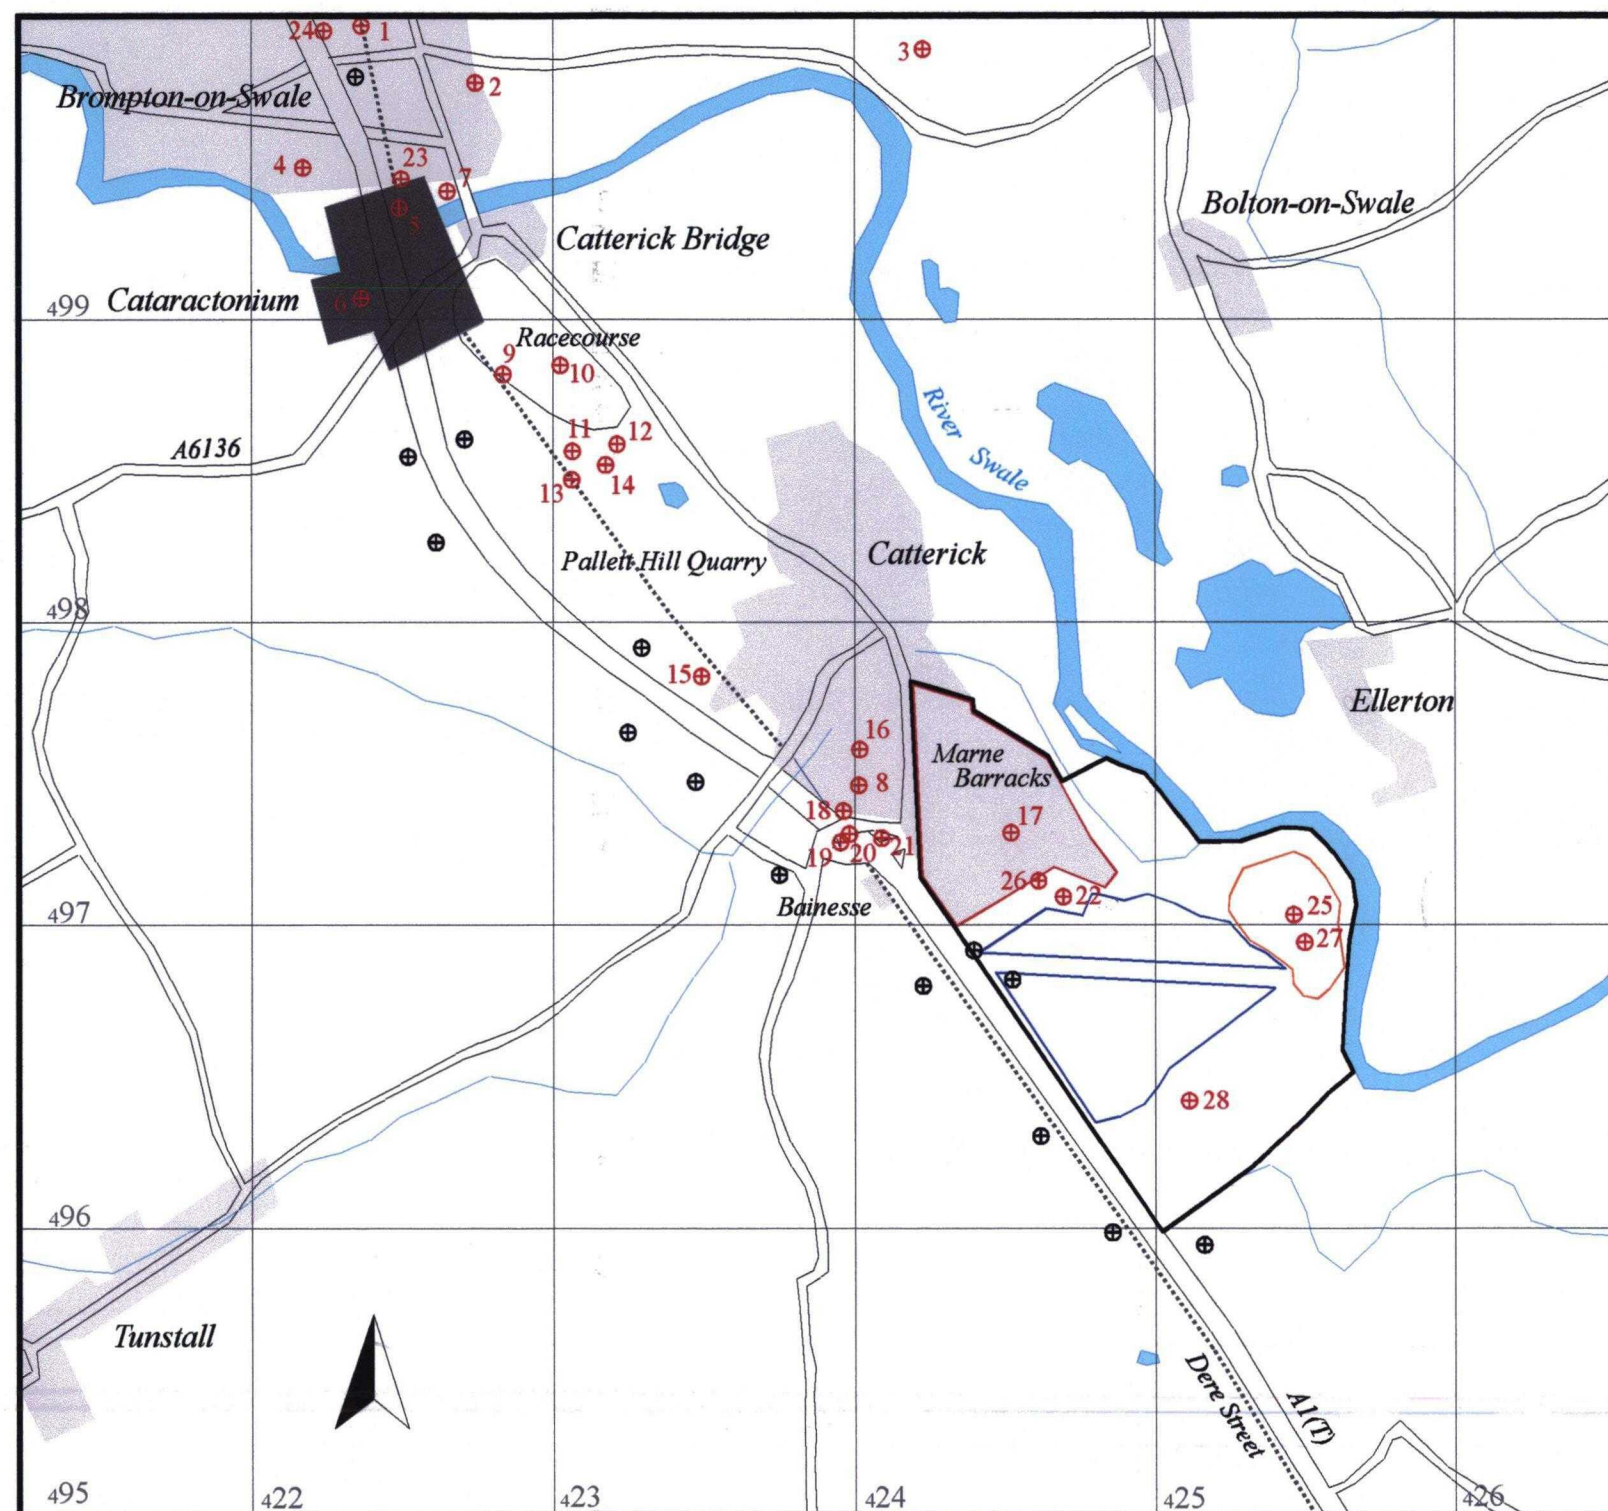 24
1
3
2
Brompton-on-Swale
23
4
7
5
Bolton-on-Swale
Catterick Bridge
499
Cataractonium
6
Racecourse
9
10
River Swale
11
12
A6136
13
14
Pallett Hill Quarry
Catterick
498
15
Ellerton
16
Marne
Barracks
8
18
17
19
20
21
26
22
25
497
Bainesse
27
28
496
Tunstall
Dere Street
A1(T)
495
422
423
424
425
426